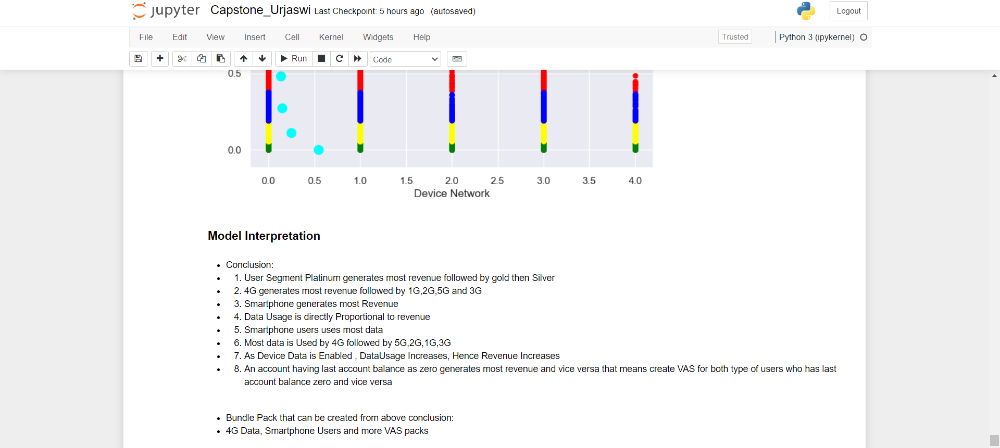 jupyter Capstone_Urjaswi Last Checkpoint: 5 hours ago (autosaved)
Logout
File Edit View Insert Cell Kernel Widgets Help
Trusted
Python 3 (ipykernel)
Run
Code
0.5
0.0
0.0 0.5 1.0 1.5 2.0 2.5 3.0 3.5 4.0
Device Network
Model Interpretation
• Conclusion:
• 1. User Segment Platinum generates most revenue followed by gold then Silver
• 2. 4G generates most revenue followed by 1G,2G,5G and 3G
• 3. Smartphone generates most Revenue
• 4. Data Usage is directly Proportional to revenue
• 5. Smartphone users uses most data
• 6. Most data is Used by 4G followed by 5G,2G,1G,3G
• 7. As Device Data is Enabled , DataUsage Increases, Hence Revenue Increases
• 8. An account having last account balance as zero generates most revenue and vice versa that means create VAS for both type of users who has last
account balance zero and vice versa
• Bundle Pack that can be created from above conclusion:
• 4G Data, Smartphone Users and more VAS packs